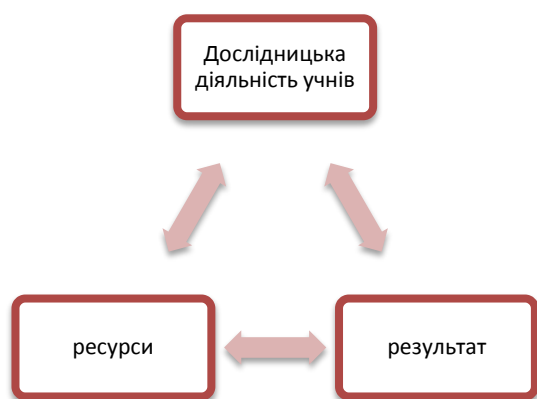 Дослідницька
діяльність учнів
ресурси
результат